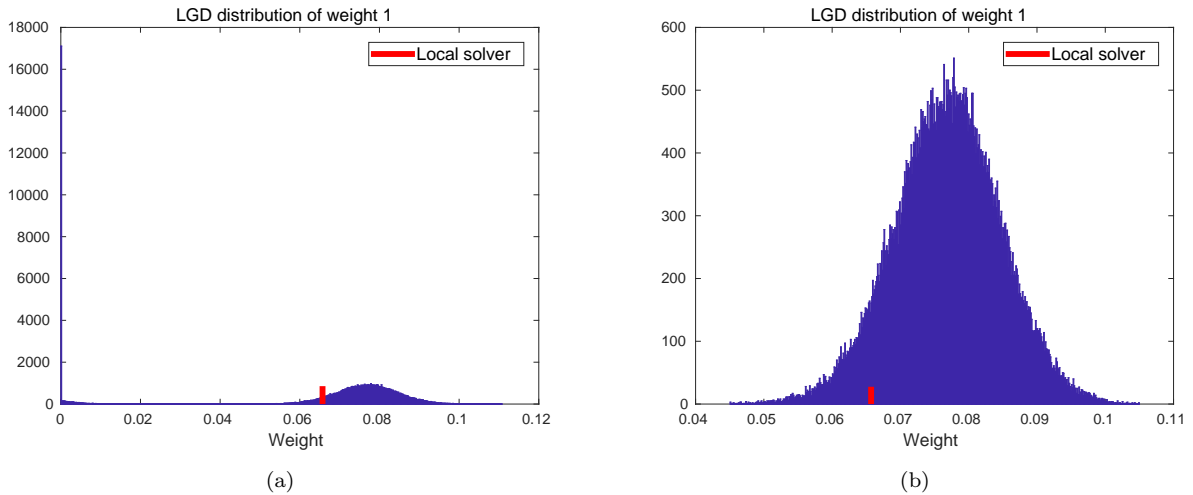 LGD distribution of weight 1
18000
16000
14000
12000
10000
8000
6000
4000
2000
0
0 0.02 0.04 0.06 0.08 0.1 0.12
Weight
Local solver
(a)
LGD distribution of weight 1
600
500
400
300
200
100
0
0.04 0.05 0.06 0.07 0.08 0.09 0.1 0.11
Weight
Local solver
(b)